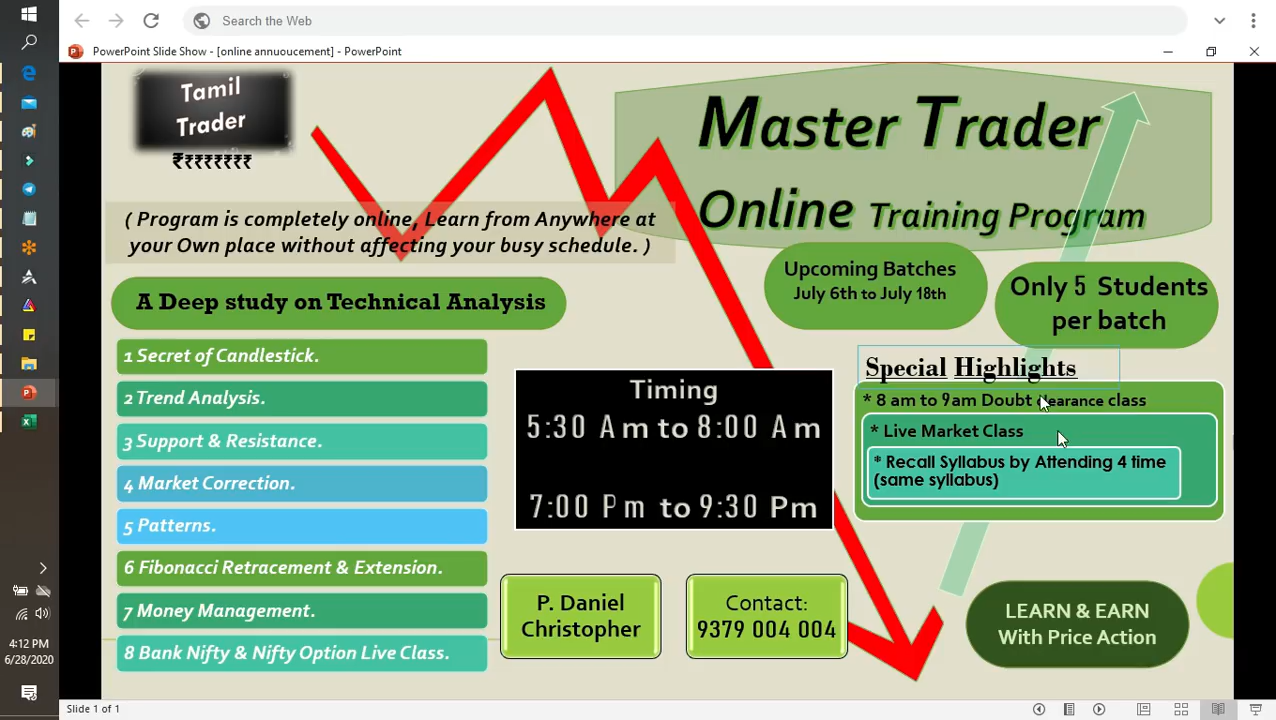 Search the Web
PowerPoint Slide Show - [online annuoucement] - PowerPoint
Tamil
Trader
₹₹₹₹₹₹₹₹
Master Trader
Online Training Program
( Program is completely online, Learn from Anywhere at
your Own place without affecting your busy schedule. )
Upcoming Batches
July 6th to July 18th
Only 5 Students
per batch
A Deep study on Technical Analysis
1 Secret of Candlestick.
2 Trend Analysis.
3 Support & Resistance.
4 Market Correction.
5 Patterns.
6 Fibonacci Retracement & Extension.
7 Money Management.
8 Bank Nifty & Nifty Option Live Class.
Timing
5:30 Am to 8:00 Am
7:00 Pm to 9:30 Pm
Special Highlights
* 8 am to 9am Doubt clearance class
* Live Market Class
* Recall Syllabus by Attending 4 time
(same syllabus)
P. Daniel
Christopher
Contact:
9379 004 004
LEARN & EARN
With Price Action
4:12 PM
6/28/2020
Slide 1 of 1